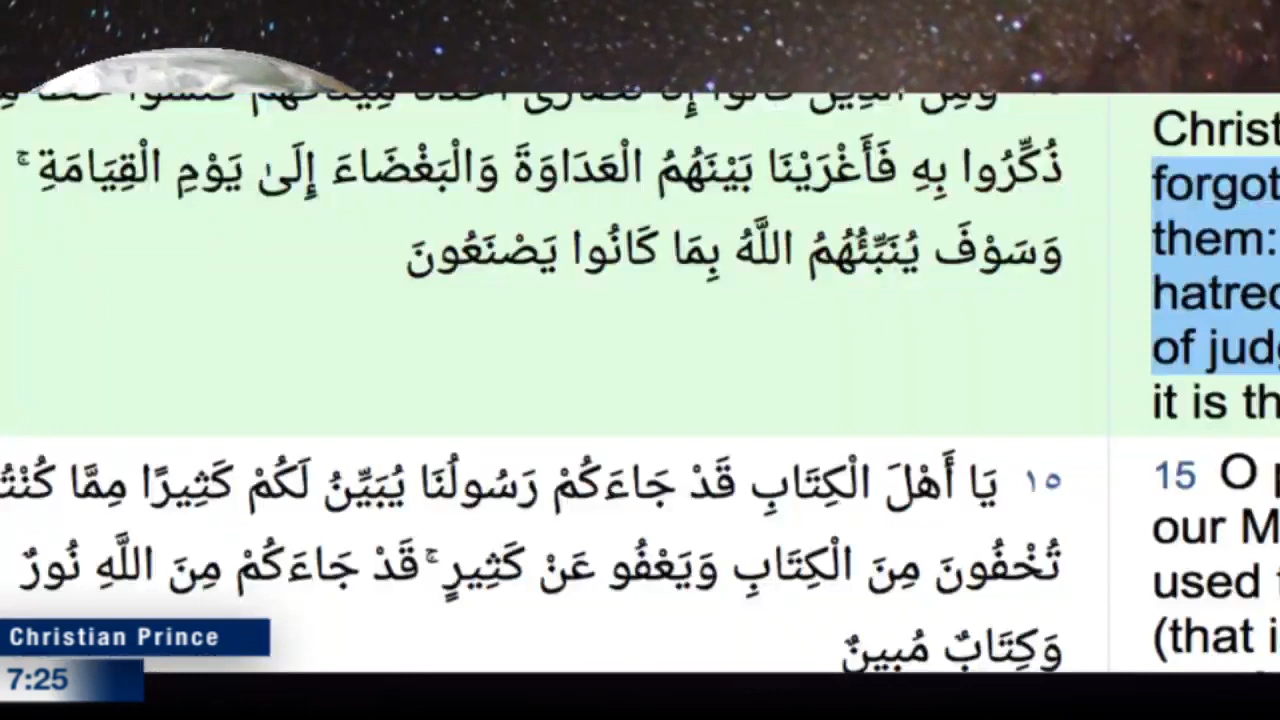 ذُكِّرُوا بِهِ فَأَغْرَيْنَا بَيْنَهُمُ الْعَدَاوَةَ وَالْبَغْضَاءَ إِلَىٰ يَوْمِ الْقِيَامَةِ ۚ
وَسَوْفَ يُنَبِّئُهُمُ اللَّهُ بِمَا كَانُوا يَصْنَعُونَ
١٥ يَا أَهْلَ الْكِتَابِ قَدْ جَاءَكُمْ رَسُولُنَا يُبَيِّنُ لَكُمْ كَثِيرًا مِمَّا
تُخْفُونَ مِنَ الْكِتَابِ وَيَعْفُو عَنْ كَثِيرٍ ۚ قَدْ جَاءَكُمْ مِنَ اللَّهِ نُورٌ
وَكِتَابٌ مُبِينٌ
Christ
forgot
them:
hatred
of judg
it is th
15 O p
our M
used t
(that i
Christian Prince
7:25